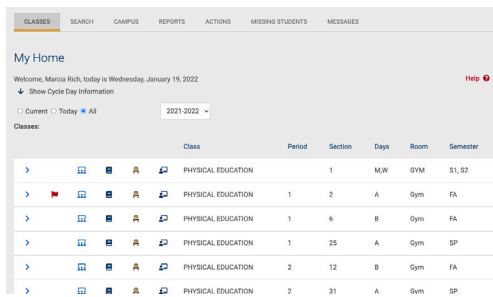 CLASSES SEARCH CAMPUS REPORTS ACTIONS MISSING STUDENTS MESSAGES
My Home
Welcome, Marcia Rich, today is Wednesday, January 19, 2022
Help
Show Cycle Day Information
Current Today All 2021-2022
Classes:
Class Period Section Days Room Semester
PHYSICAL EDUCATION 1 M,W GYM S1, S2
PHYSICAL EDUCATION 1 2 A Gym FA
PHYSICAL EDUCATION 1 6 B Gym FA
PHYSICAL EDUCATION 1 25 A Gym SP
PHYSICAL EDUCATION 2 12 B Gym FA
PHYSICAL EDUCATION 2 31 A Gym SP